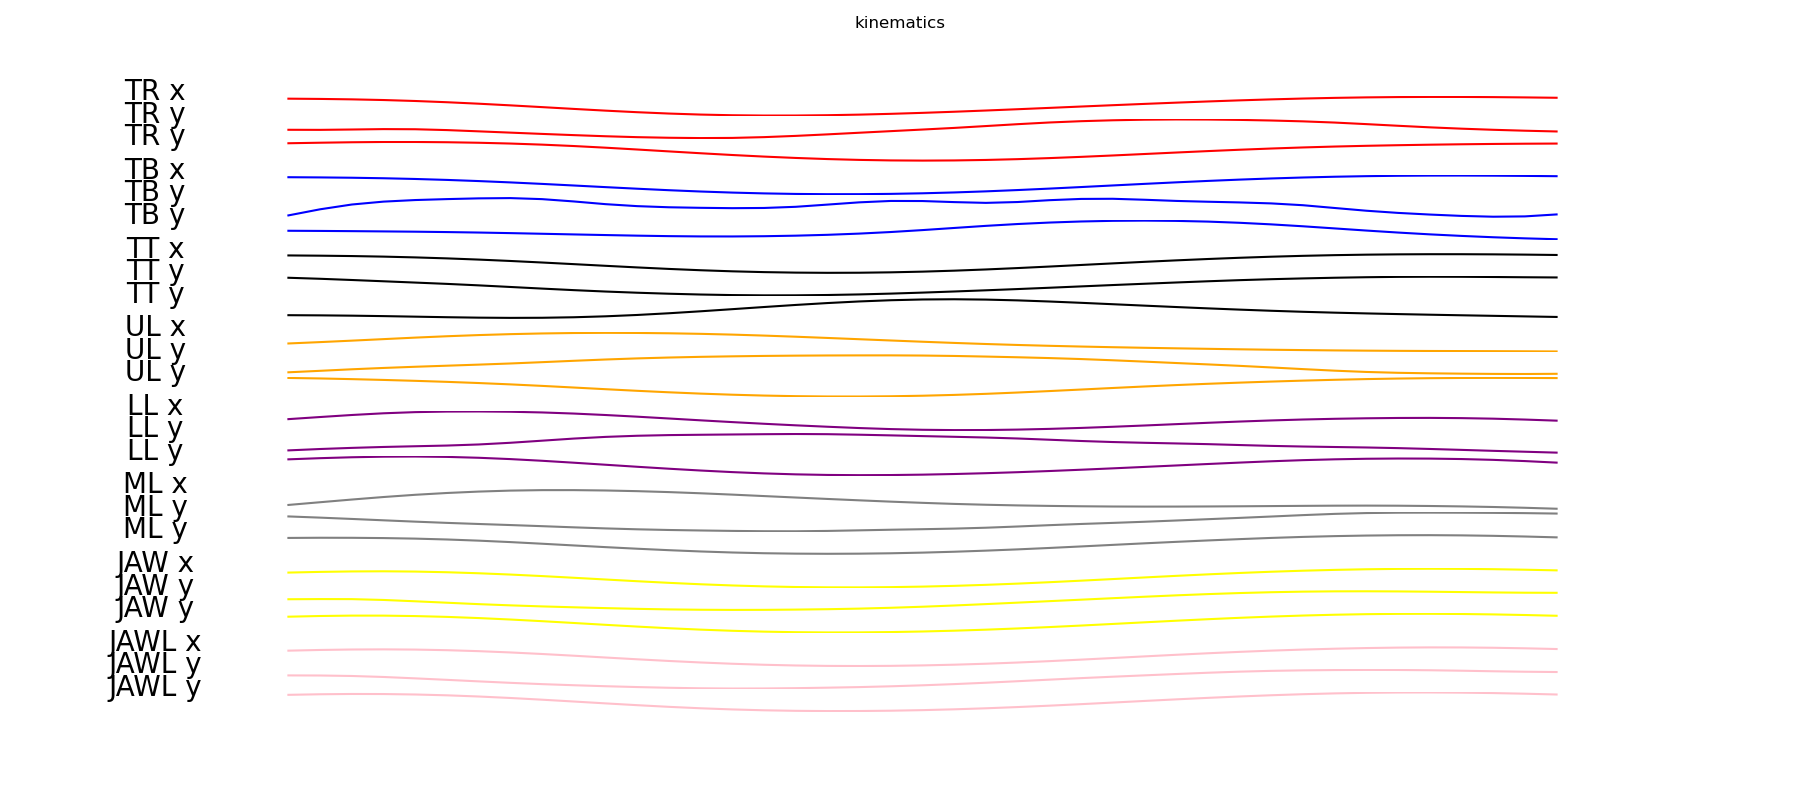 kinematics
TR x
TR y
TR y
TB x
TB y
TB y
TT x
TT y
TT y
UL x
UL y
UL y
LL x
LL y
LL y
ML x
ML y
ML y
JAW x
JAW y
JAW y
JAWL x
JAWL y
JAWL y